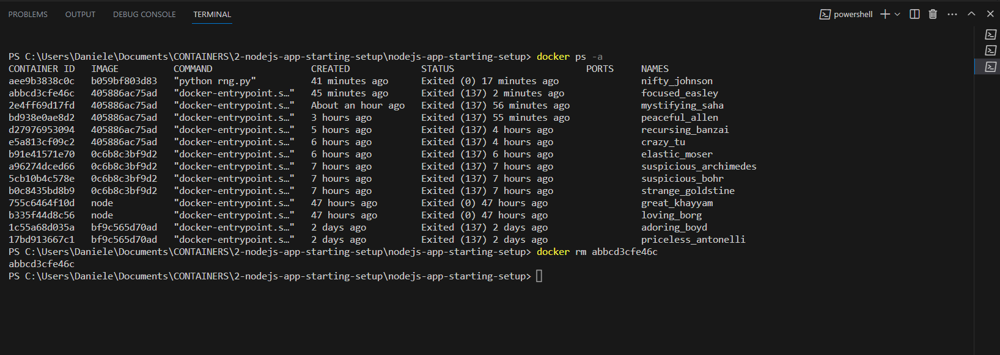 PROBLEMS OUTPUT DEBUG CONSOLE TERMINAL powershell
PS C:\Users\Daniele\Documents\CONTAINERS\2-nodejs-app-starting-setup\nodejs-app-starting-setup> docker ps -a
CONTAINER ID IMAGE COMMAND CREATED STATUS PORTS NAMES
aee9b3838c0c b059bf803d83 "python rng.py" 41 minutes ago Exited (0) 17 minutes ago nifty_johnson
abbcd3cfe46c 405886ac75ad "docker-entrypoint.s…" 45 minutes ago Exited (137) 2 minutes ago focused_easley
2e4ff69d17fd 405886ac75ad "docker-entrypoint.s…" About an hour ago Exited (137) 56 minutes ago mystifying_saha
bd938e0ae8d2 405886ac75ad "docker-entrypoint.s…" 3 hours ago Exited (137) 55 minutes ago peaceful_allen
d27976953094 405886ac75ad "docker-entrypoint.s…" 5 hours ago Exited (137) 4 hours ago recursing_banzai
e5a813cf09c2 405886ac75ad "docker-entrypoint.s…" 6 hours ago Exited (137) 4 hours ago crazy_tu
b91e41571e70 0c6b8c3bf9d2 "docker-entrypoint.s…" 6 hours ago Exited (137) 6 hours ago elastic_moser
a96274dced66 0c6b8c3bf9d2 "docker-entrypoint.s…" 7 hours ago Exited (137) 7 hours ago suspicious_archimedes
5cb10b4c578e 0c6b8c3bf9d2 "docker-entrypoint.s…" 7 hours ago Exited (137) 7 hours ago suspicious_bohr
b0c8435bd8b9 0c6b8c3bf9d2 "docker-entrypoint.s…" 7 hours ago Exited (137) 7 hours ago strange_goldstine
755c6464f10d node "docker-entrypoint.s…" 47 hours ago Exited (0) 47 hours ago great_khayyam
b335f44d8c56 node "docker-entrypoint.s…" 47 hours ago Exited (0) 47 hours ago loving_borg
1c55a68d035a bf9c565d70ad "docker-entrypoint.s…" 2 days ago Exited (137) 2 days ago adoring_boyd
17bd913667c1 bf9c565d70ad "docker-entrypoint.s…" 2 days ago Exited (137) 2 days ago priceless_antonelli
PS C:\Users\Daniele\Documents\CONTAINERS\2-nodejs-app-starting-setup\nodejs-app-starting-setup> docker rm abbcd3cfe46c
abbcd3cfe46c
PS C:\Users\Daniele\Documents\CONTAINERS\2-nodejs-app-starting-setup\nodejs-app-starting-setup>